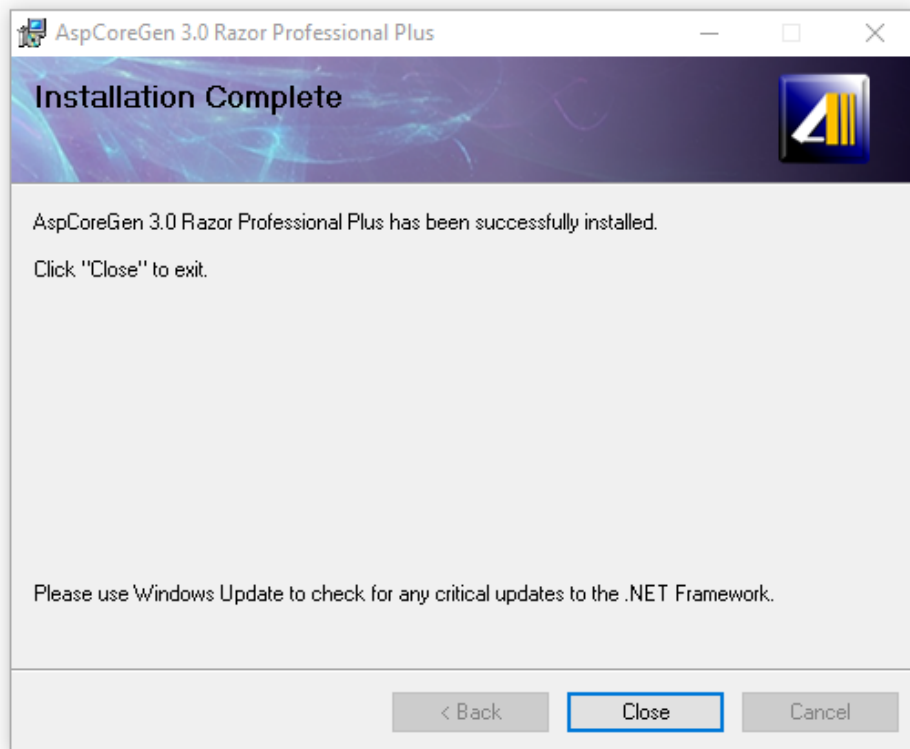 AspCoreGen 3.0 Razor Professional Plus
Installation Complete
AspCoreGen 3.0 Razor Professional Plus has been successfully installed.
Click "Close" to exit.
Please use Windows Update to check for any critical updates to the .NET Framework.
< Back
Close
Cancel